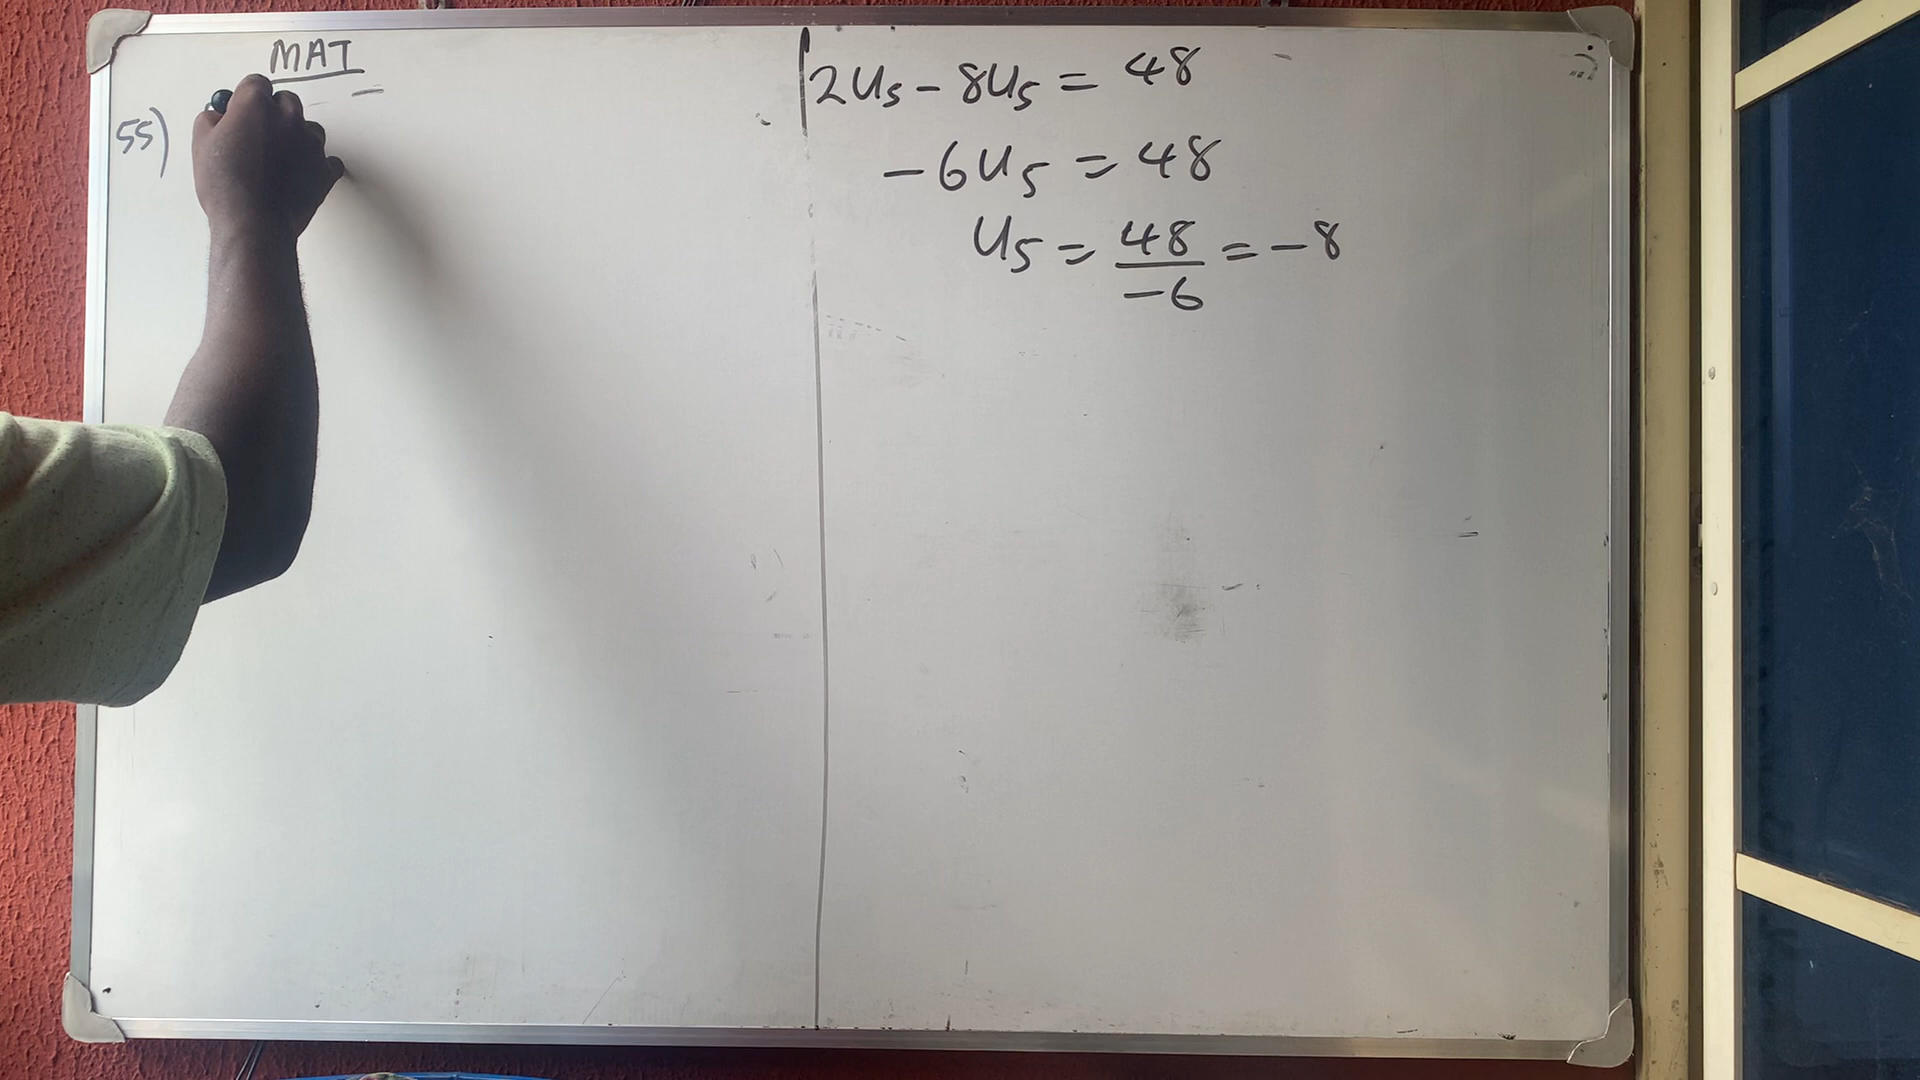 MAT
55)
2U₅ - 8U₅ = 48
-6U₅ = 48
U₅ = 48/-6 = -8